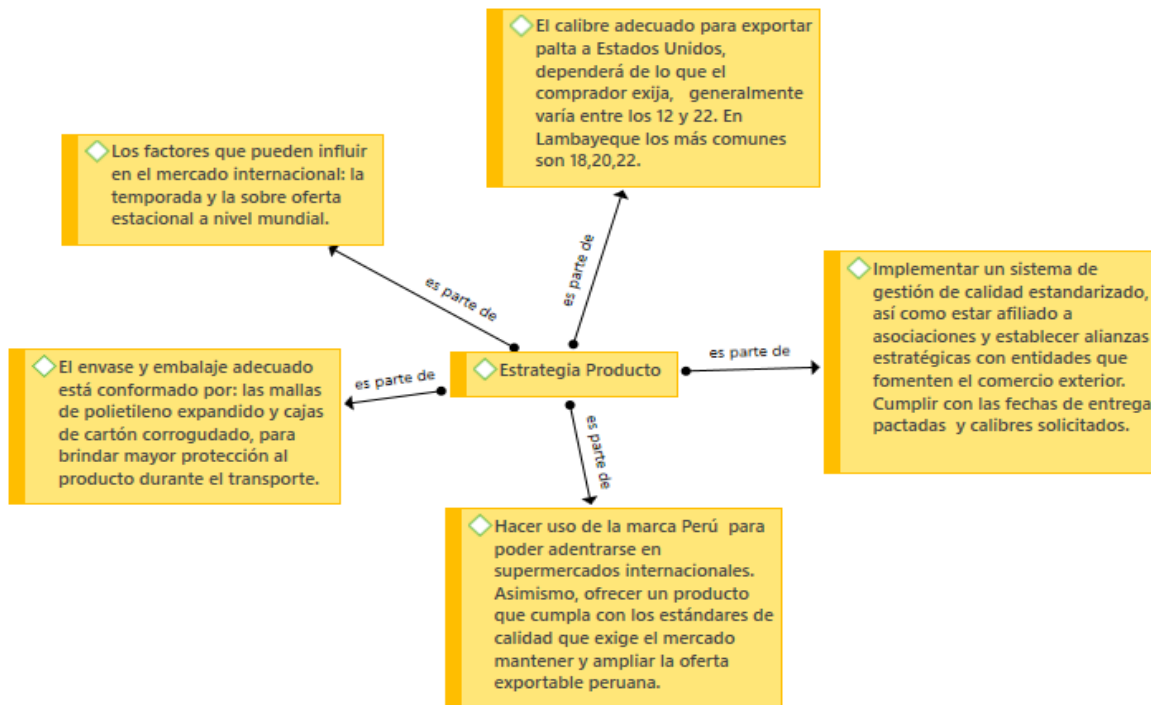 El calibre adecuado para exportar
palta a Estados Unidos,
dependerá de lo que el
comprador exija, generalmente
varía entre los 12 y 22. En
Lambayeque los más comunes
son 18,20,22.
Los factores que pueden influir
en el mercado internacional: la
temporada y la sobre oferta
estacional a nivel mundial.
es parte de
es parte de
Implementar un sistema de
gestión de calidad estandarizado,
así como estar afiliado a
asociaciones y establecer alianzas
estratégicas con entidades que
fomenten el comercio exterior.
Cumplir con las fechas de entrega
pactadas y calibres solicitados.
El envase y embalaje adecuado
está conformado por: las mallas
de polietileno expandido y cajas
de cartón corrogudado, para
brindar mayor protección al
producto durante el transporte.
es parte de
Estrategia Producto
es parte de
es parte de
Hacer uso de la marca Perú para
poder adentrarse en
supermercados internacionales.
Asimismo, ofrecer un producto
que cumpla con los estándares de
calidad que exige el mercado
mantener y ampliar la oferta
exportable peruana.